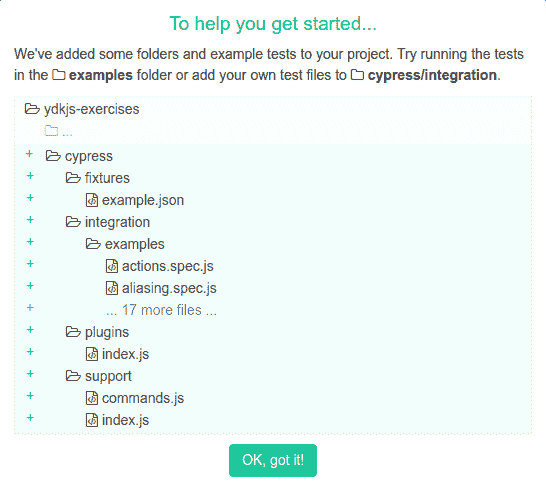 To help you get started...
We've added some folders and example tests to your project. Try running the tests
in the examples folder or add your own test files to cypress/integration.
ydkjs-exercises
...
+ cypress
+ fixtures
+ example.json
+ integration
+ examples
+ actions.spec.js
+ aliasing.spec.js
+ ... 17 more files ...
+ plugins
+ index.js
+ support
+ commands.js
+ index.js
OK, got it!